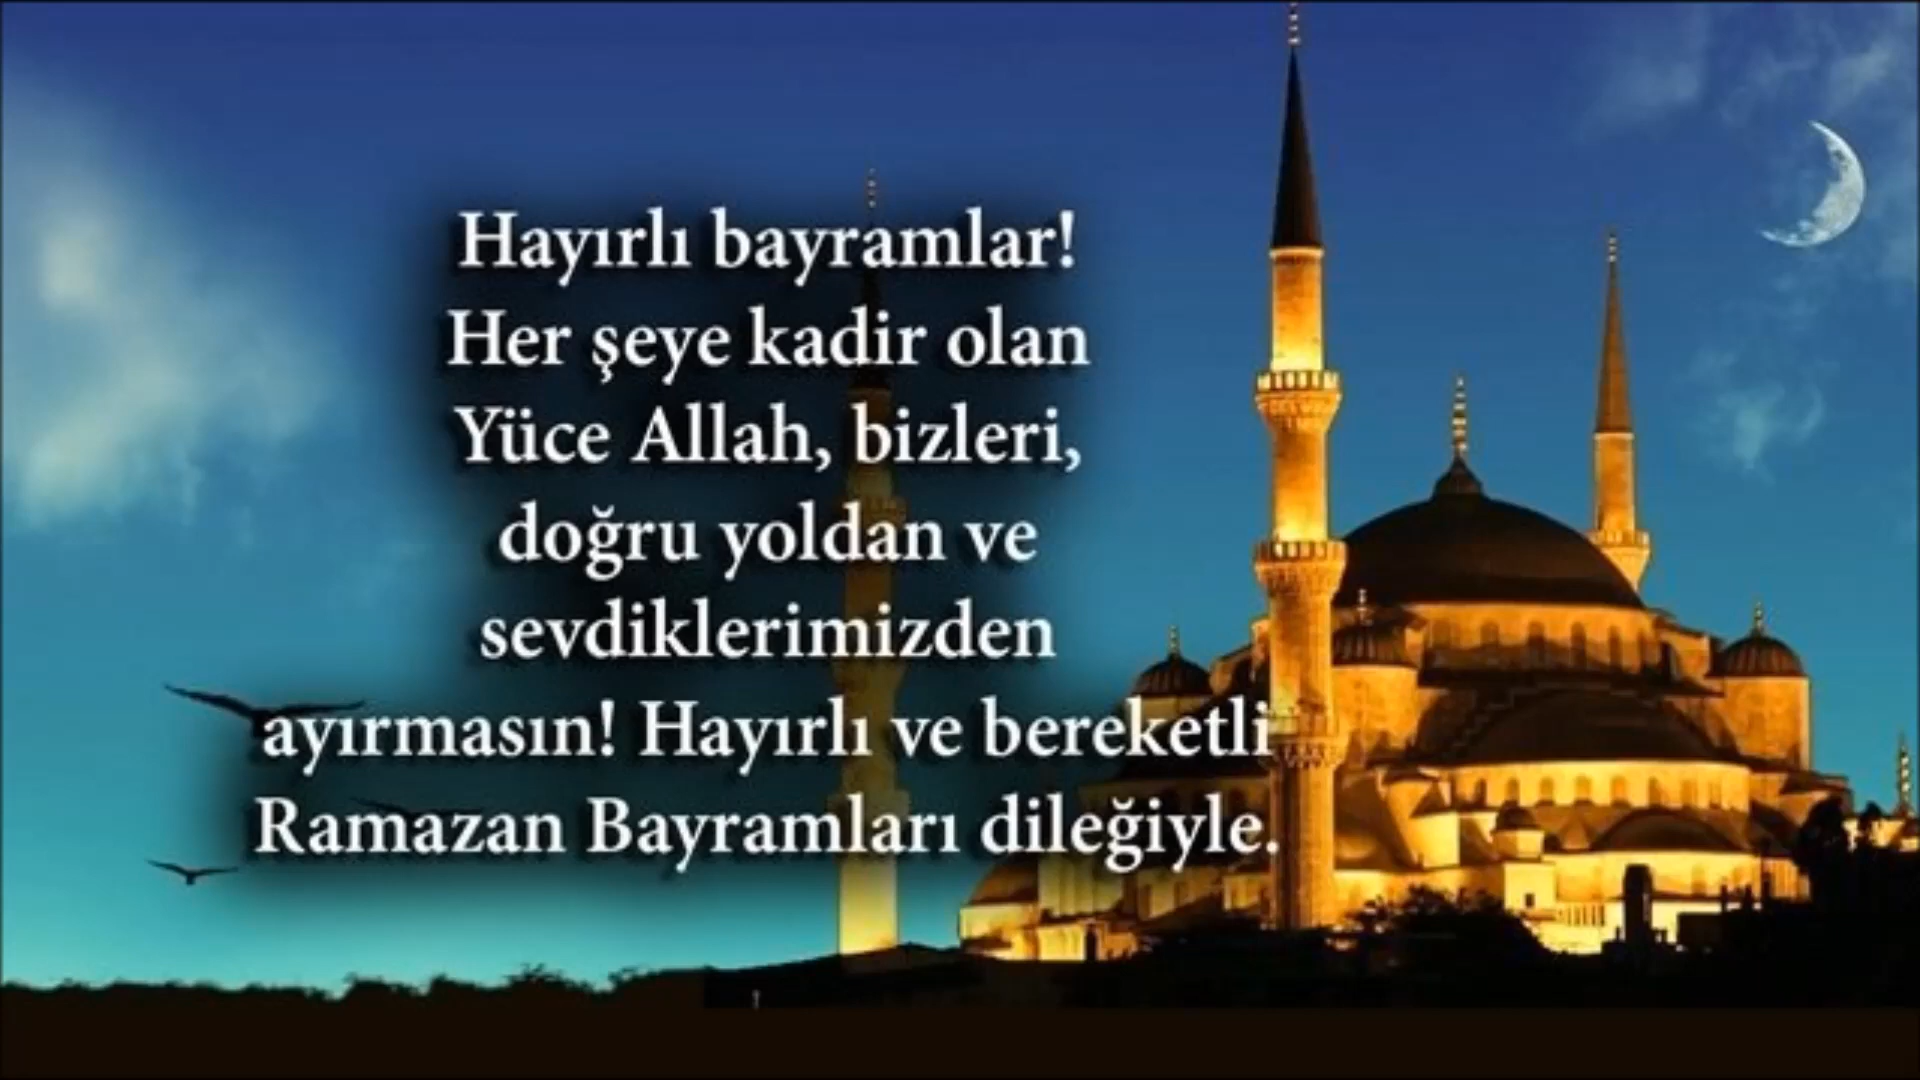 Hayırlı bayramlar!
Her şeye kadir olan
Yüce Allah, bizleri,
doğru yoldan ve
sevdiklerimizden
ayırmasın! Hayırlı ve bereketli
Ramazan Bayramları dileğiyle.